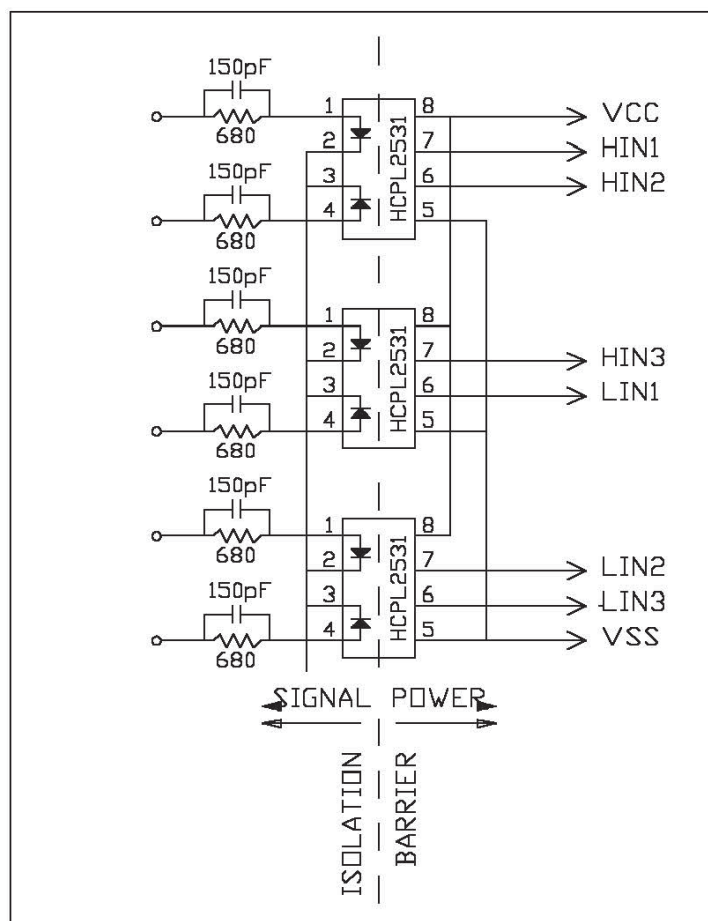 150pF
680
1
2
3
4
HCPL2531
8
7
6
5
VCC
HIN1
HIN2
150pF
680
150pF
680
1
2
3
4
HCPL2531
8
7
6
5
HIN3
LIN1
150pF
680
150pF
680
1
2
3
4
HCPL2531
8
7
6
5
LIN2
LIN3
VSS
150pF
680
SIGNAL POWER
ISOLATION
BARRIER